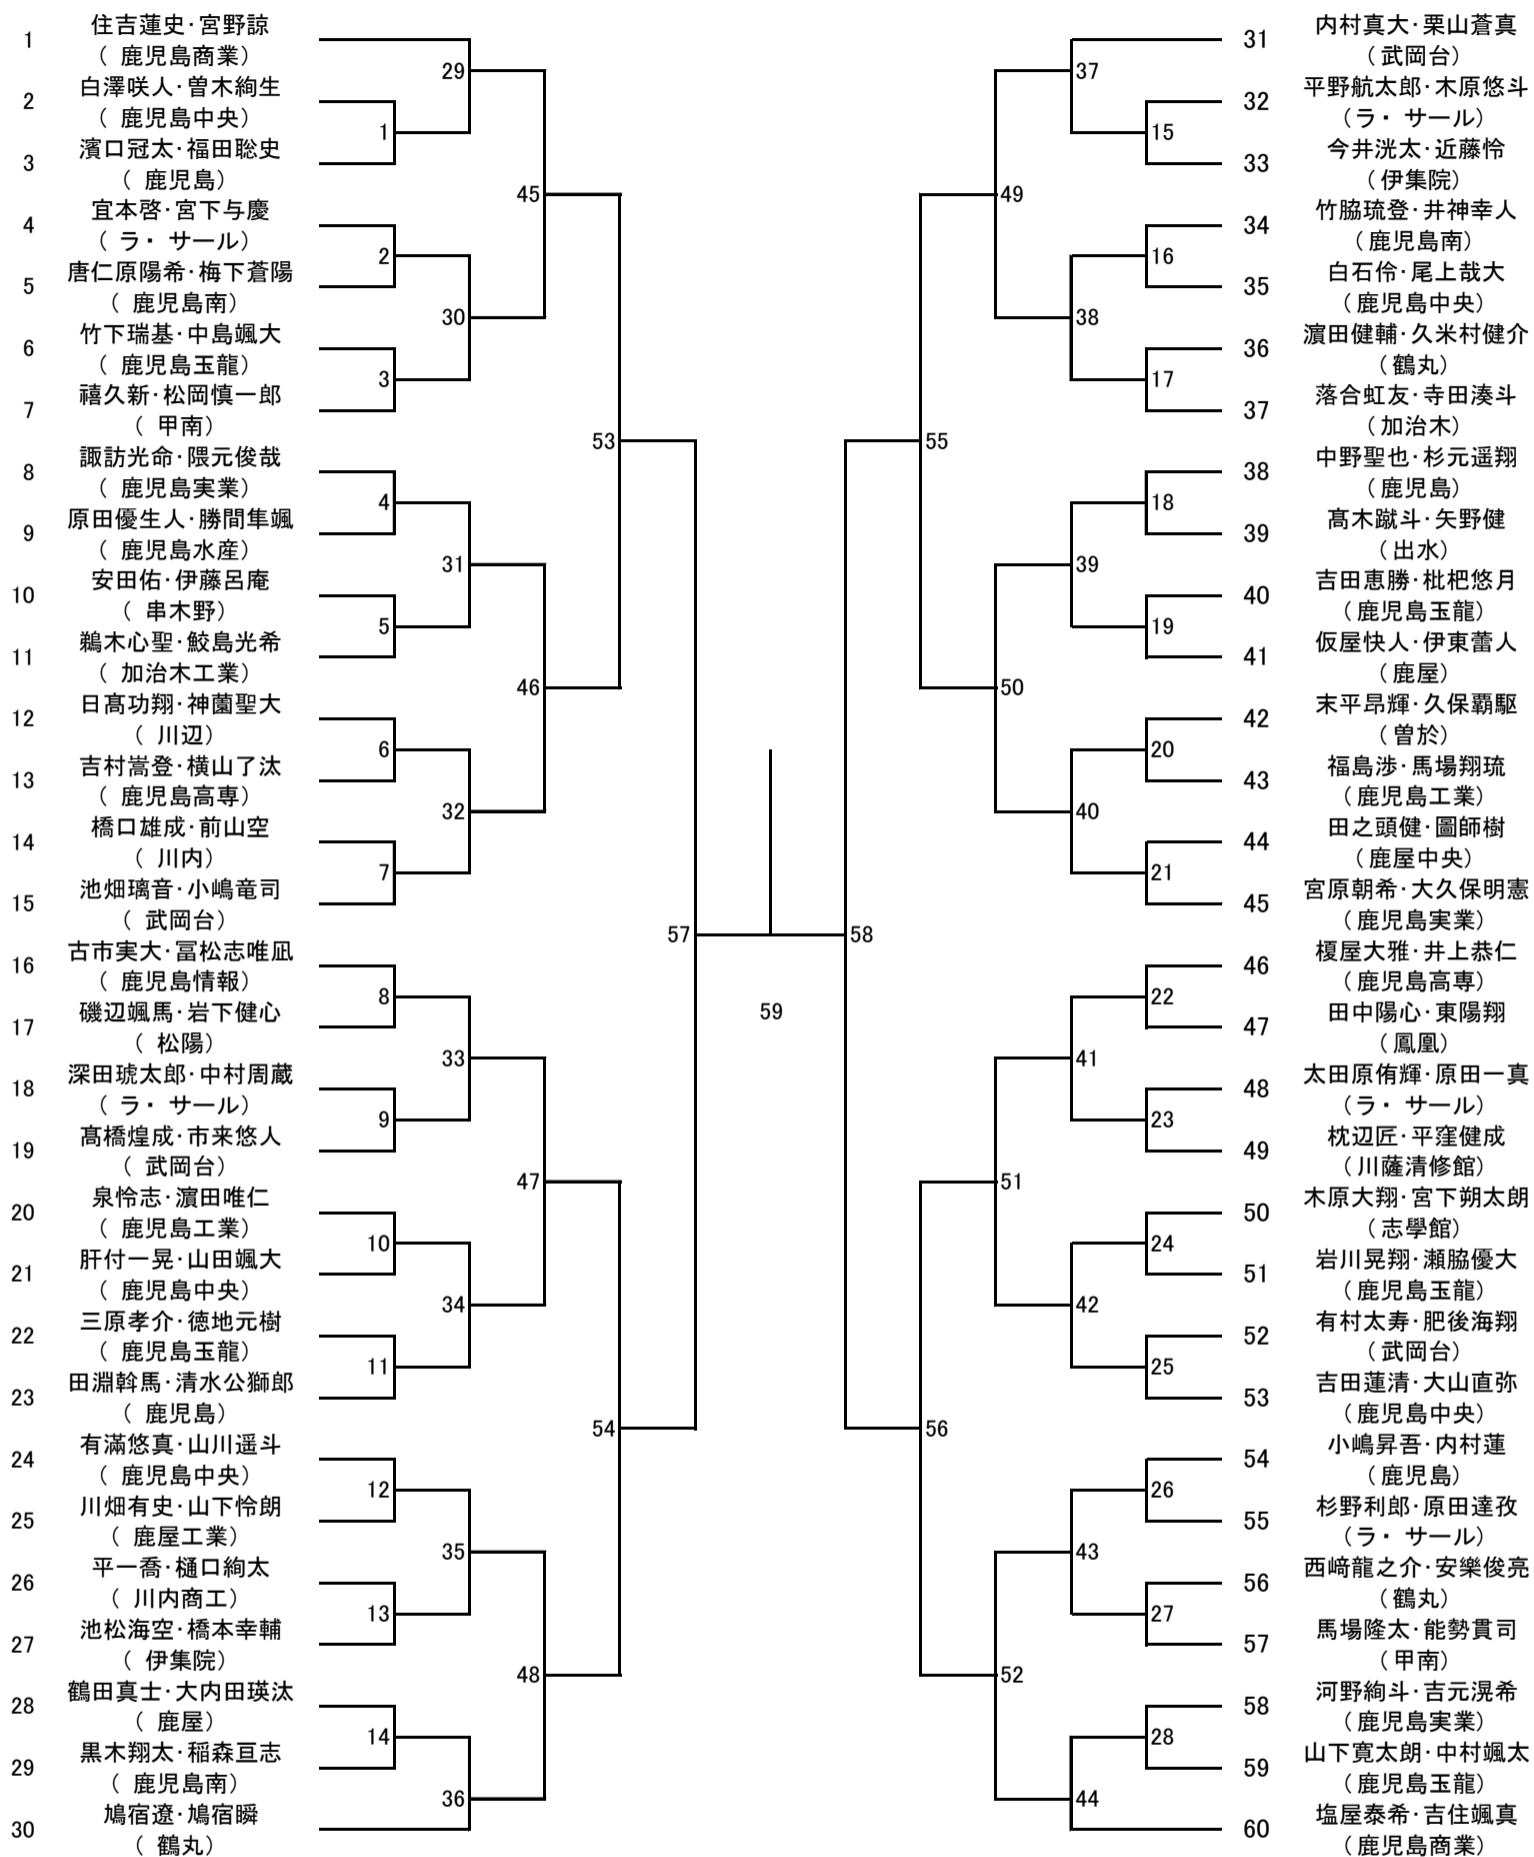 1 住吉蓮史・宮野諒
（ 鹿児島商業）
2 白澤咲人・曽木絢生
（ 鹿児島中央）
3 濱口冠太・福田聡史
（ 鹿児島）
4 宜本啓・宮下与慶
（ ラ・ サール）
5 唐仁原陽希・梅下蒼陽
（ 鹿児島南）
6 竹下瑞基・中島颯大
（ 鹿児島玉龍）
7 禧久新・松岡慎一郎
（ 甲南）
8 諏訪光命・隈元俊哉
（ 鹿児島実業）
9 原田優生人・勝間隼颯
（ 鹿児島水産）
10 安田佑・伊藤呂庵
（ 串木野）
11 鵜木心聖・鮫島光希
（ 加治木工業）
12 日髙功翔・神薗聖大
（ 川辺）
13 吉村嵩登・横山了汰
（ 鹿児島高専）
14 橋口雄成・前山空
（ 川内）
15 池畑璃音・小嶋竜司
（ 武岡台）
16 古市実大・冨松志唯凪
（ 鹿児島情報）
17 磯辺颯馬・岩下健心
（ 松陽）
18 深田琥太郎・中村周蔵
（ ラ・ サール）
19 髙橋煌成・市来悠人
（ 武岡台）
20 泉怜志・濵田唯仁
（ 鹿児島工業）
21 肝付一晃・山田颯大
（ 鹿児島中央）
22 三原孝介・徳地元樹
（ 鹿児島玉龍）
23 田淵斡馬・清水公獅郎
（ 鹿児島）
24 有滿悠真・山川遥斗
（ 鹿児島中央）
25 川畑有史・山下怜朗
（ 鹿屋工業）
26 平一喬・樋口絢太
（ 川内商工）
27 池松海空・橋本幸輔
（ 伊集院）
28 鶴田真士・大内田瑛汰
（ 鹿屋）
29 黒木翔太・稲森亘志
（ 鹿児島南）
30 鳩宿遼・鳩宿瞬
（ 鶴丸）
1
2
3
4
5
6
7
8
9
10
11
12
13
14
29
30
31
32
33
34
35
36
45
46
47
48
53
54
57
59
58
55
56
49
50
51
52
37
38
39
40
41
42
43
44
15
16
17
18
19
20
21
22
23
24
25
26
27
28
31 内村真大・栗山蒼真
（武岡台）
32 平野航太郎・木原悠斗
（ラ・ サール）
33 今井洸太・近藤怜
（伊集院）
34 竹脇琉登・井神幸人
（鹿児島南）
35 白石伶・尾上哉大
（鹿児島中央）
36 濵田健輔・久米村健介
（鶴丸）
37 落合虹友・寺田湊斗
（加治木）
38 中野聖也・杉元遥翔
（鹿児島）
39 髙木蹴斗・矢野健
（出水）
40 吉田恵勝・枇杷悠月
（鹿児島玉龍）
41 仮屋快人・伊東蕾人
（鹿屋）
42 末平昂輝・久保覇駆
（曽於）
43 福島渉・馬場翔琉
（鹿児島工業）
44 田之頭健・圖師樹
（鹿屋中央）
45 宮原朝希・大久保明憲
（鹿児島実業）
46 榎屋大雅・井上恭仁
（鹿児島高専）
47 田中陽心・東陽翔
（鳳凰）
48 太田原侑輝・原田一真
（ラ・ サール）
49 枕辺匠・平窪健成
（川薩清修館）
50 木原大翔・宮下朔太朗
（志學館）
51 岩川晃翔・瀬脇優大
（鹿児島玉龍）
52 有村太寿・肥後海翔
（武岡台）
53 吉田蓮清・大山直弥
（鹿児島中央）
54 小嶋昇吾・内村蓮
（鹿児島）
55 杉野利郎・原田達孜
（ラ・ サール）
56 西﨑龍之介・安樂俊亮
（鶴丸）
57 馬場隆太・能勢貫司
（甲南）
58 河野絢斗・吉元滉希
（鹿児島実業）
59 山下寛太朗・中村颯太
（鹿児島玉龍）
60 塩屋泰希・吉住颯真
（鹿児島商業）